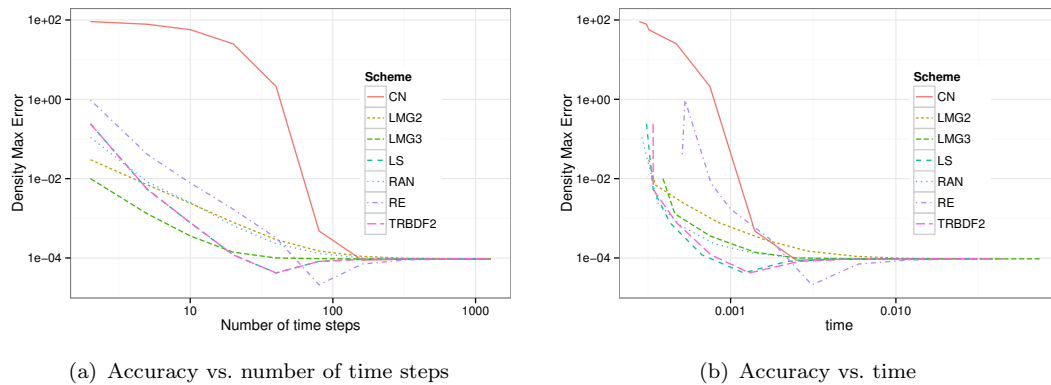 1e+02
1e+00
1e-02
1e-04
Density Max Error
10
100
1000
Number of time steps
Scheme
CN
LMG2
LMG3
LS
RAN
RE
TRBDF2
(a) Accuracy vs. number of time steps
1e+02
1e+00
1e-02
1e-04
Density Max Error
0.001
0.010
time
Scheme
CN
LMG2
LMG3
LS
RAN
RE
TRBDF2
(b) Accuracy vs. time